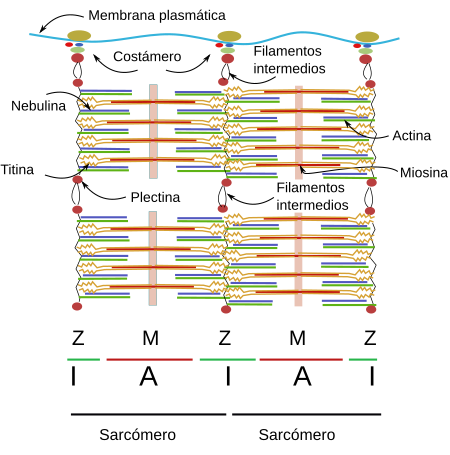 Membrana plasmática
Costámero
Filamentos
intermedios
Nebulina
Actina
Titina
Miosina
Plectina
Filamentos
intermedios
Z M Z M Z
I A I A I
Sarcómero Sarcómero